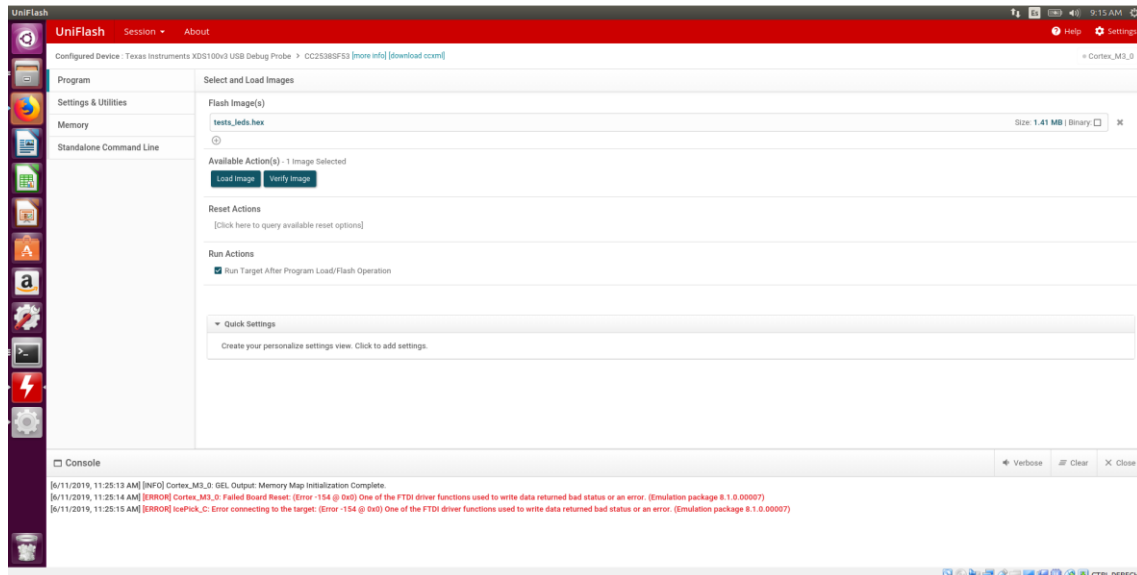 UniFlash
Es 9:15 AM
UniFlash Session About Help Settings
Configured Device : Texas Instruments XDS100v3 USB Debug Probe > CC2538SF53 [more info] [download ccxml] Cortex_M3_0
Program Select and Load Images
Settings & Utilities Flash Image(s)
Memory tests_leds.hex Size: 1.41 MB | Binary:
Standalone Command Line
Available Action(s) - 1 Image Selected
Load Image Verify Image
Reset Actions
[Click here to query available reset options]
Run Actions
Run Target After Program Load/Flash Operation
Quick Settings
Create your personalize settings view. Click to add settings.
Console Verbose Clear Close
[6/11/2019, 11:25:13 AM] [INFO] Cortex_M3_0: GEL Output: Memory Map Initialization Complete.
[6/11/2019, 11:25:14 AM] [ERROR] Cortex_M3_0: Failed Board Reset: (Error -154 @ 0x0) One of the FTDI driver functions used to write data returned bad status or an error. (Emulation package 8.1.0.00007)
[6/11/2019, 11:25:15 AM] [ERROR] IcePick_C: Error connecting to the target: (Error -154 @ 0x0) One of the FTDI driver functions used to write data returned bad status or an error. (Emulation package 8.1.0.00007)